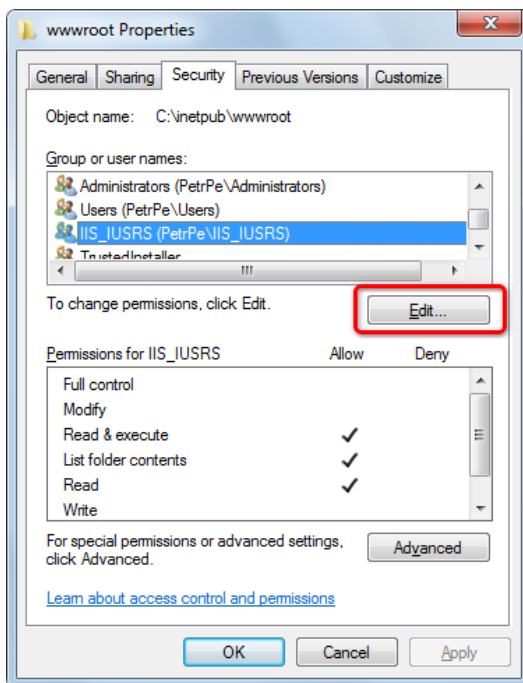 wwwroot Properties
General Sharing Security Previous Versions Customize
Object name: C:\inetpub\wwwroot
Group or user names:
Administrators (PetrPe\Administrators)
Users (PetrPe\Users)
IIS_IUSRS (PetrPe\IIS_IUSRS)
TrustedInstaller
To change permissions, click Edit.
Edit...
Permissions for IIS_IUSRS Allow Deny
Full control
Modify
Read & execute
List folder contents
Read
Write
For special permissions or advanced settings,
click Advanced.
Advanced
Learn about access control and permissions
OK Cancel Apply